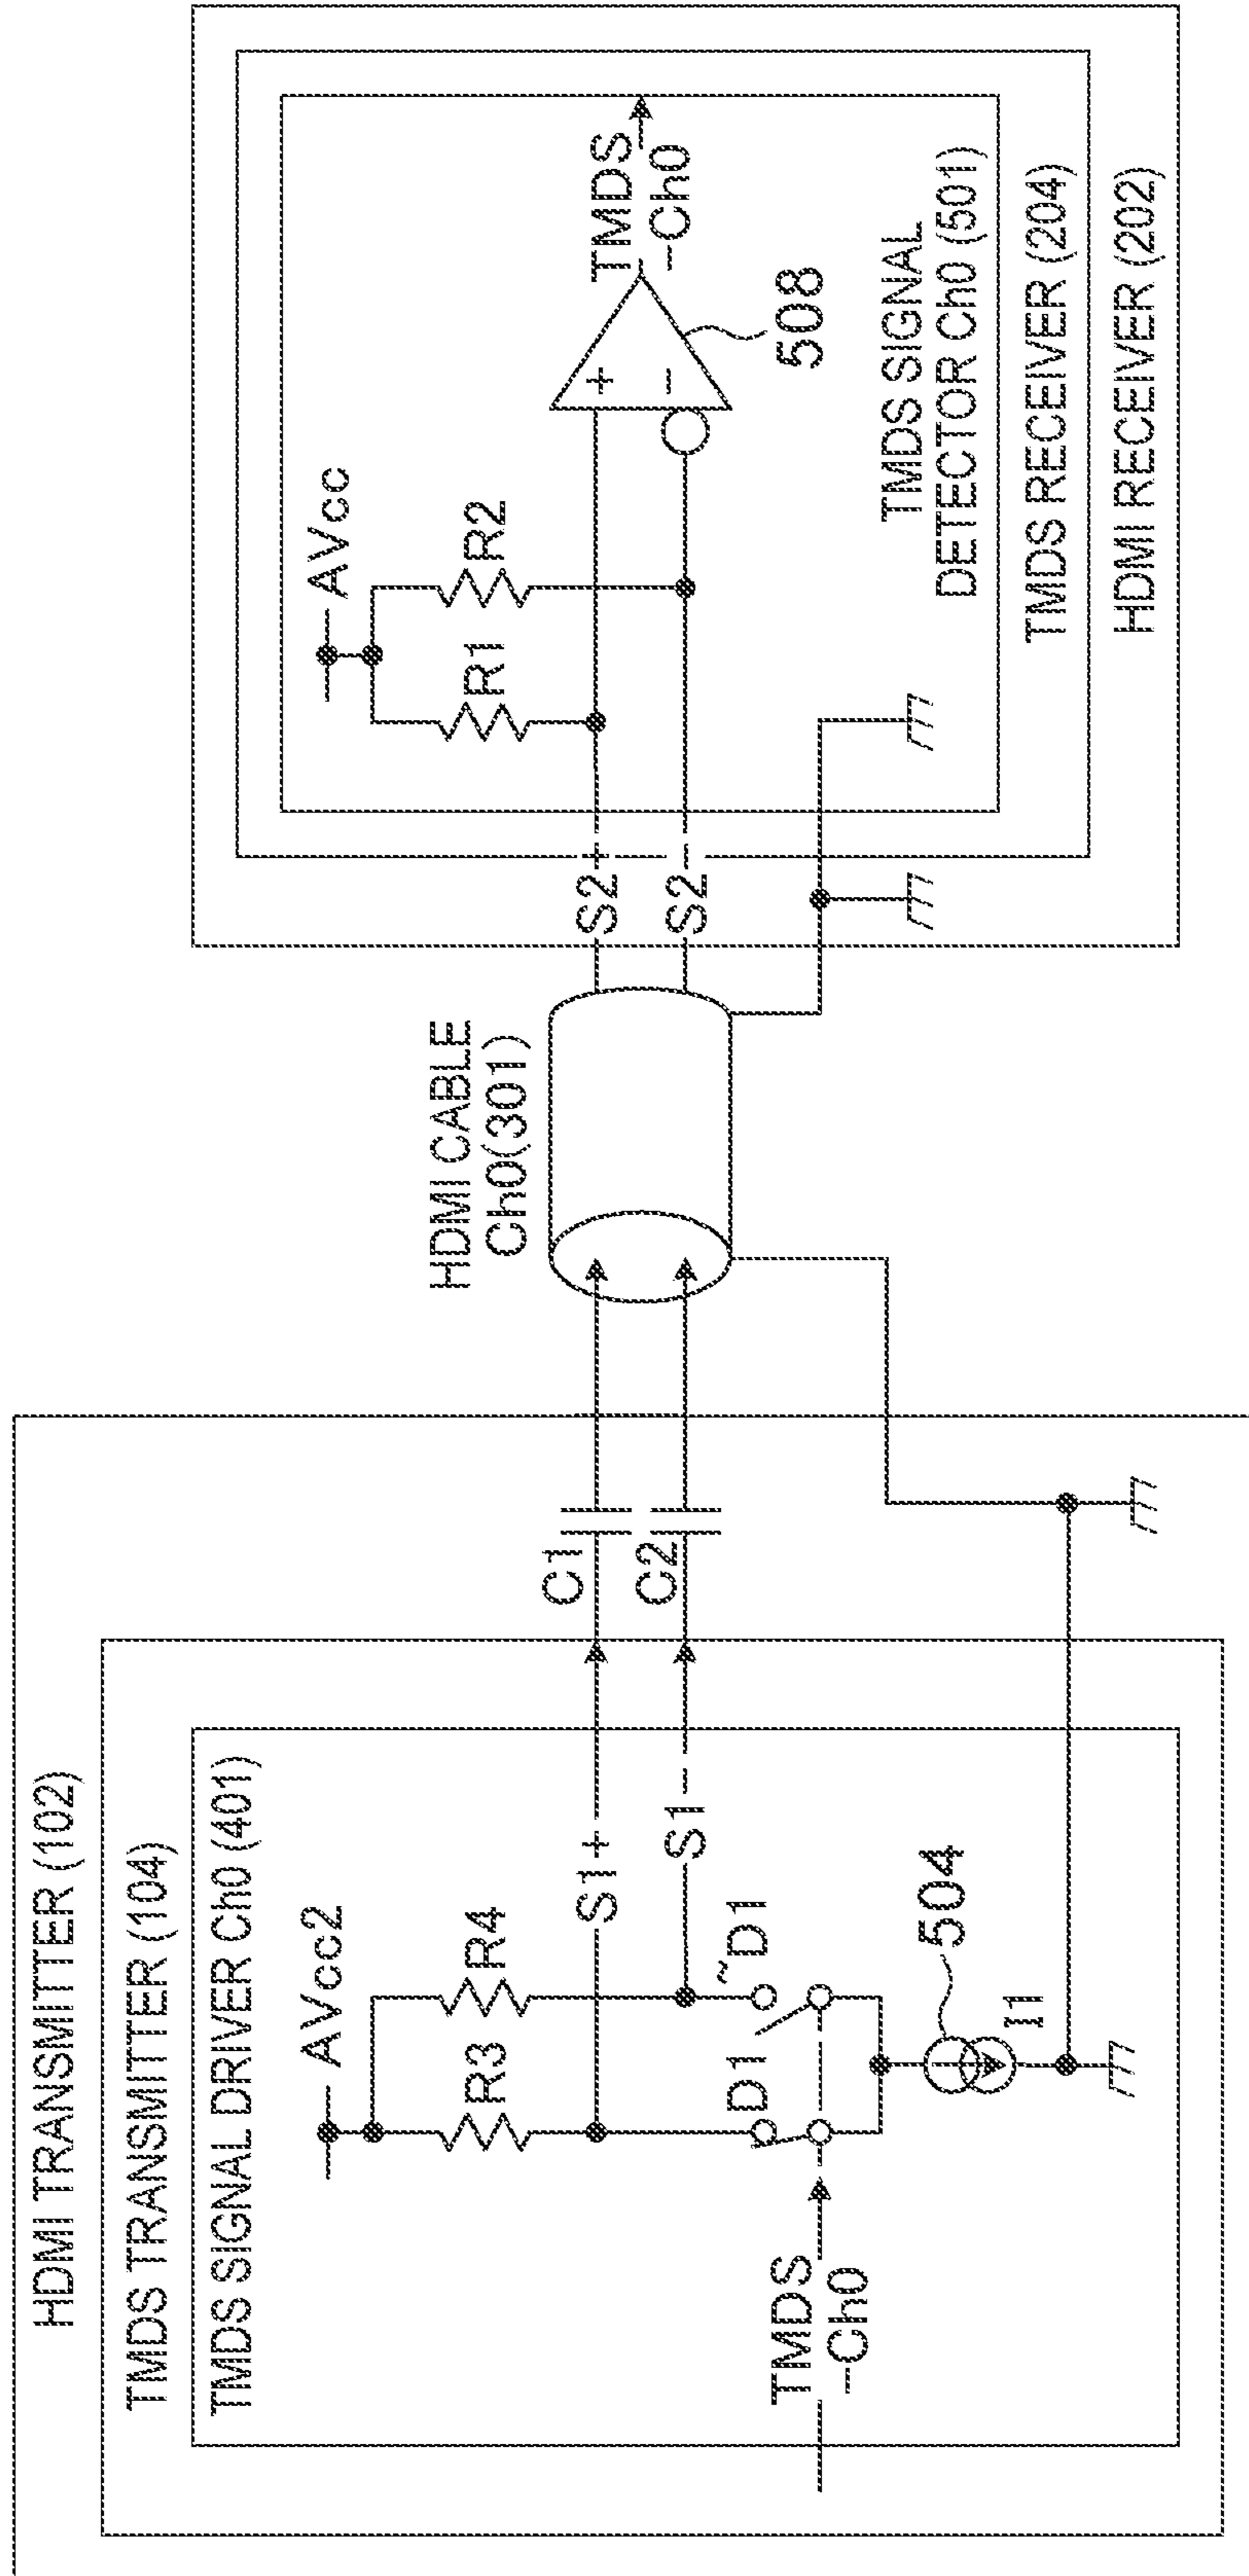 HDMI TRANSMITTER (102)
TMDS TRANSMITTER (104)
TMDS SIGNAL DRIVER Ch0 (401)
AVcc2
R3
R4
S1+
S1 -
D1
~D1
TMDS
-Ch0
504
I1
C1
C2
HDMI CABLE
Ch0(301)
S2+
S2-
AVcc
R1
R2
+
-
508
TMDS
-Ch0
TMDS SIGNAL
DETECTOR Ch0 (501)
TMDS RECEIVER (204)
HDMI RECEIVER (202)